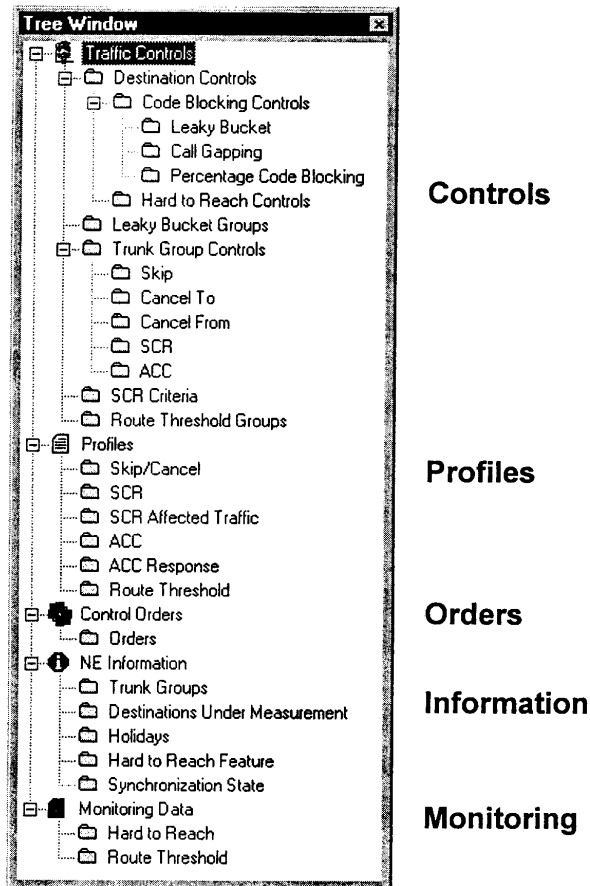 Tree Window
Traffic Controls
Destination Controls
Code Blocking Controls
Leaky Bucket
Call Gapping
Percentage Code Blocking
Hard to Reach Controls
Leaky Bucket Groups
Trunk Group Controls
Skip
Cancel To
Cancel From
SCR
ACC
SCR Criteria
Route Threshold Groups
Controls
Profiles
Skip/Cancel
SCR
SCR Affected Traffic
ACC
ACC Response
Route Threshold
Profiles
Control Orders
Orders
Orders
NE Information
Trunk Groups
Destinations Under Measurement
Holidays
Hard to Reach Feature
Synchronization State
Information
Monitoring Data
Hard to Reach
Route Threshold
Monitoring